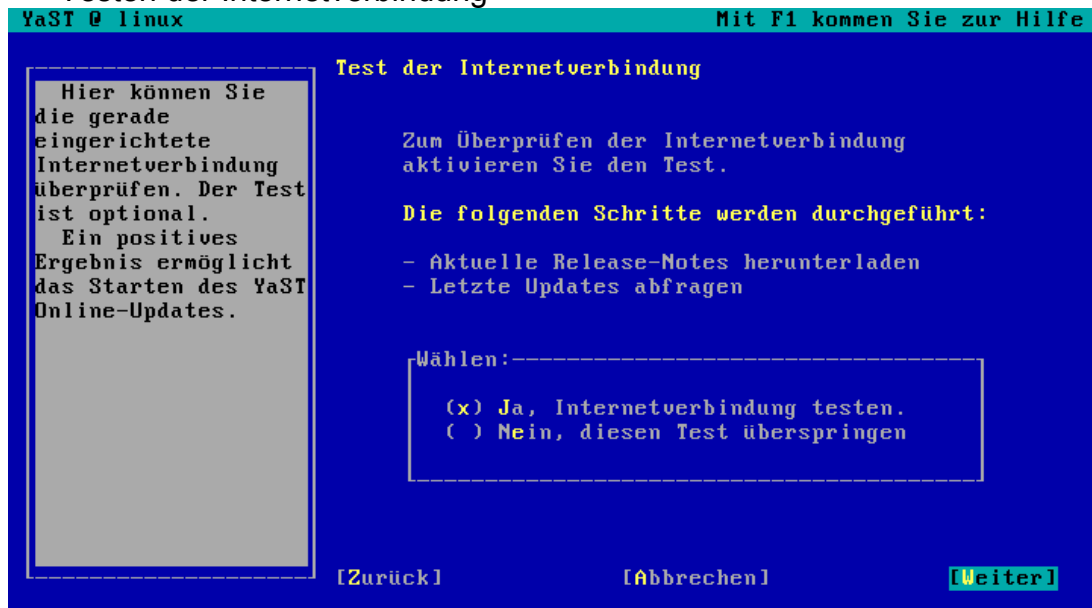 Testen der Internetverbindung
YaST @ linux Mit F1 kommen Sie zur Hilfe
Hier können Sie
die gerade
eingerichtete
Internetverbindung
überprüfen. Der Test
ist optional.
Ein positives
Ergebnis ermöglicht
das Starten des YaST
Online-Updates.
Test der Internetverbindung
Zum Überprüfen der Internetverbindung
aktivieren Sie den Test.
Die folgenden Schritte werden durchgeführt:
- Aktuelle Release-Notes herunterladen
- Letzte Updates abfragen
Wählen:
(x) Ja, Internetverbindung testen.
( ) Nein, diesen Test überspringen
[Zurück] [Abbrechen] [Weiter]